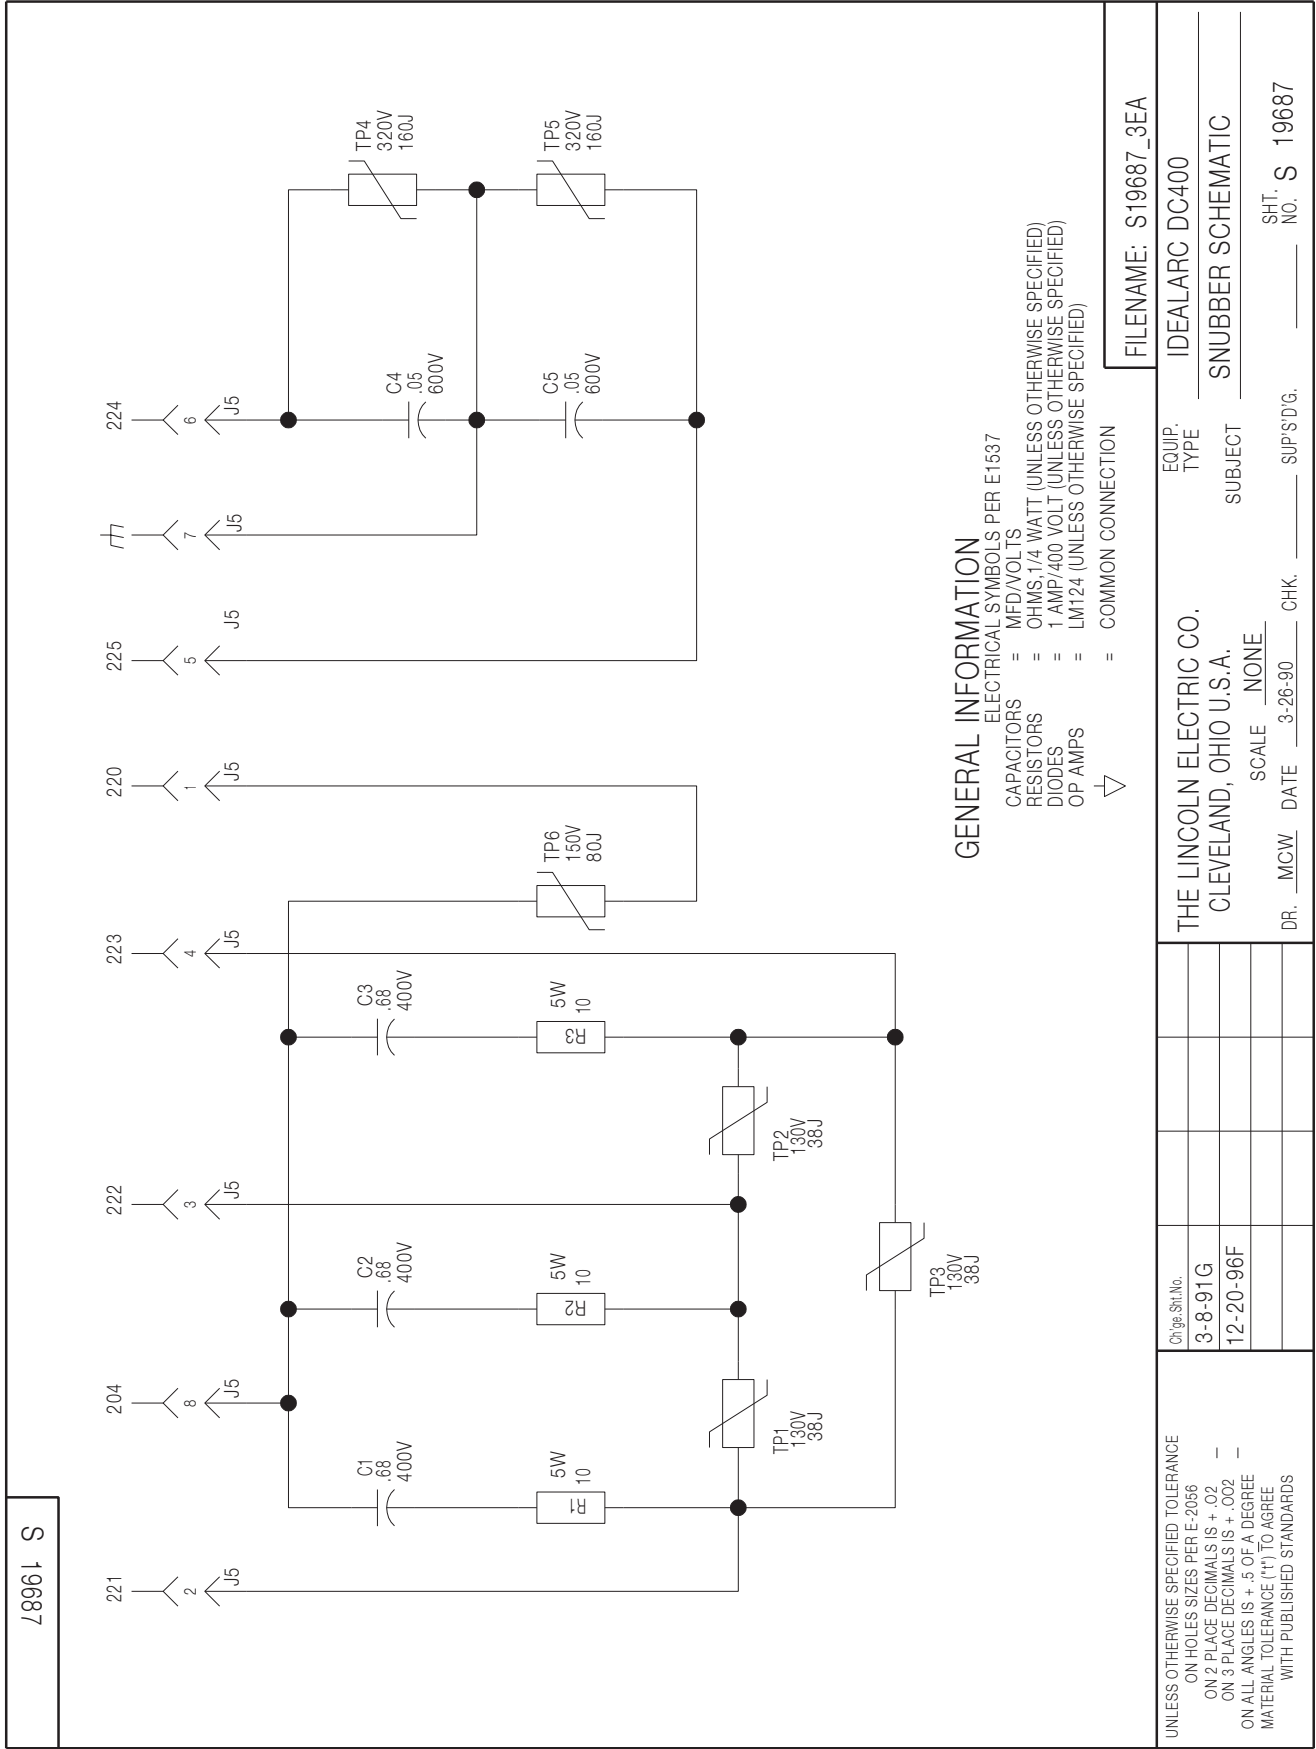 S 19687
221
2
J5
204
8
J5
222
3
J5
223
4
J5
220
1
J5
225
5
J5
7
J5
224
6
J5
C1
.68
400V
C2
.68
400V
C3
.68
400V
C4
.05
600V
TP4
320V
160J
R1
5W
10
R2
5W
10
R3
5W
10
TP6
150V
80J
C5
.05
600V
TP5
320V
160J
TP1
130V
38J
TP2
130V
38J
TP3
130V
38J
GENERAL INFORMATION
ELECTRICAL SYMBOLS PER E1537
CAPACITORS = MFD/VOLTS
RESISTORS = OHMS,1/4 WATT (UNLESS OTHERWISE SPECIFIED)
DIODES = 1 AMP/400 VOLT (UNLESS OTHERWISE SPECIFIED)
OP AMPS = LM124 (UNLESS OTHERWISE SPECIFIED)
= COMMON CONNECTION
FILENAME: S19687_3EA
UNLESS OTHERWISE SPECIFIED TOLERANCE
ON HOLES SIZES PER E-2056
ON 2 PLACE DECIMALS IS + .O2
ON 3 PLACE DECIMALS IS + .OO2
ON ALL ANGLES IS + .5 OF A DEGREE
MATERIAL TOLERANCE ("t") TO AGREE
WITH PUBLISHED STANDARDS
Ch'ge.Sht.No.
3-8-91G
12-20-96F
THE LINCOLN ELECTRIC CO.
CLEVELAND, OHIO U.S.A.
SCALE NONE
DR. MCW DATE 3-26-90 CHK. SUP'S'D'G.
EQUIP.
TYPE IDEALARC DC400
SUBJECT SNUBBER SCHEMATIC
SHT.
NO. S 19687